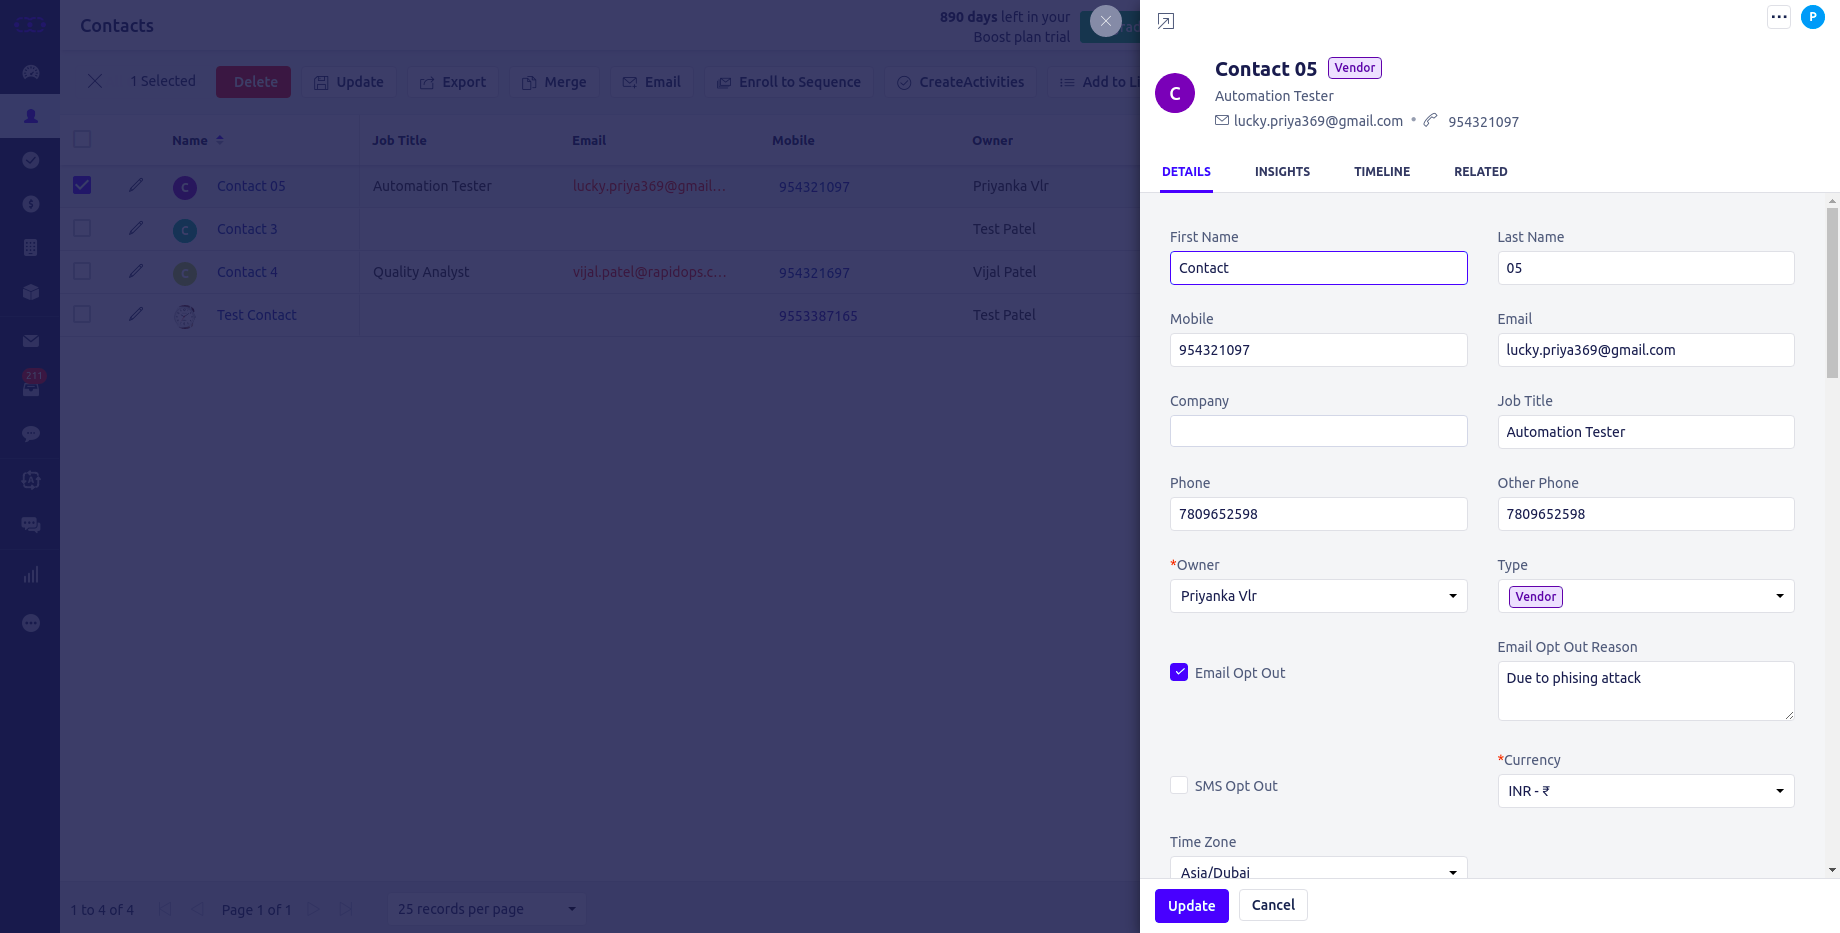 Contacts
890 days left in your
Boost plan trial
1 Selected
Delete
Update
Export
Merge
Email
Enroll to Sequence
CreateActivities
Add to Li
Name
Job Title
Email
Mobile
Owner
C
Contact 05
Automation Tester
lucky.priya369@gmail...
954321097
Priyanka Vlr
C
Contact 3
Test Patel
C
Contact 4
Quality Analyst
vijal.patel@rapidops.c...
954321697
Vijal Patel
Test Contact
9553387165
Test Patel
211
1 to 4 of 4
Page 1 of 1
25 records per page
P
C
Contact 05
Vendor
Automation Tester
lucky.priya369@gmail.com • 954321097
DETAILS
INSIGHTS
TIMELINE
RELATED
First Name
Last Name
Contact
05
Mobile
Email
954321097
lucky.priya369@gmail.com
Company
Job Title
Automation Tester
Phone
Other Phone
7809652598
7809652598
*Owner
Type
Priyanka Vlr
Vendor
Email Opt Out Reason
Email Opt Out
Due to phising attack
*Currency
SMS Opt Out
INR - ₹
Time Zone
Asia/Dubai
Update
Cancel